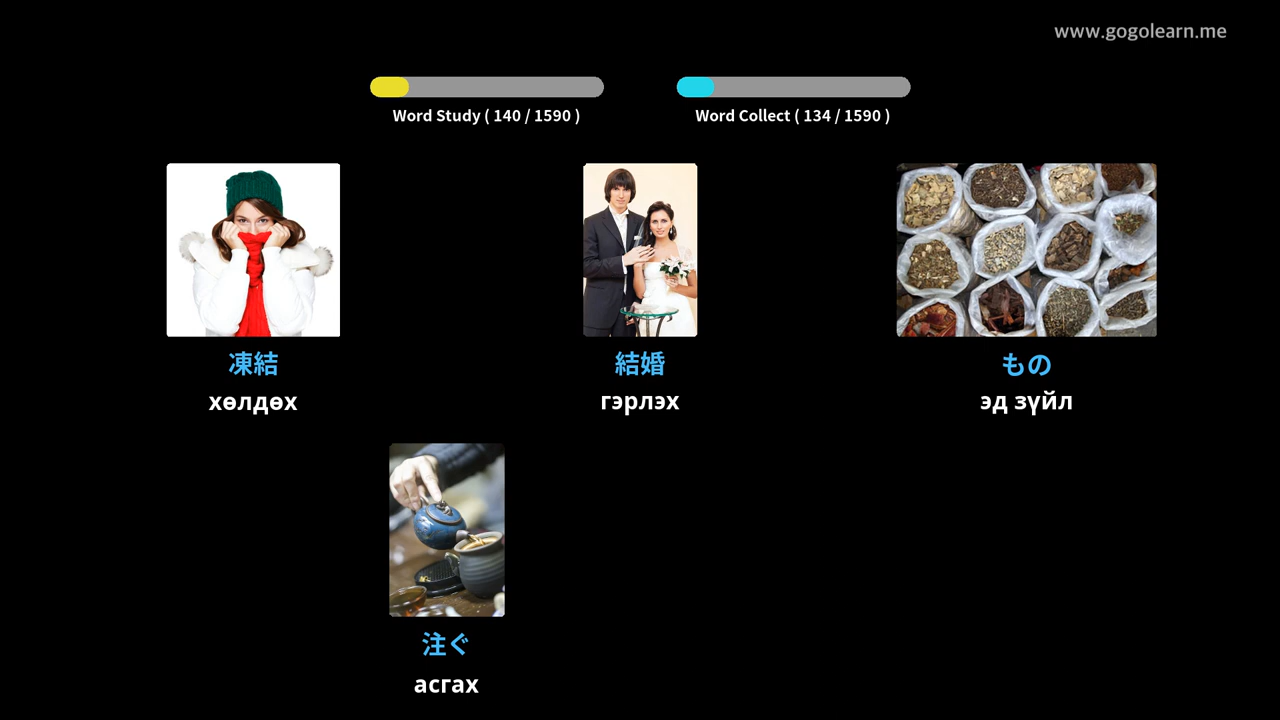 www.gogolearn.me
Word Study ( 140 / 1590 )
Word Collect ( 134 / 1590 )
凍結
хөлдөх
結婚
гэрлэх
もの
эд зүйл
注ぐ
асгах